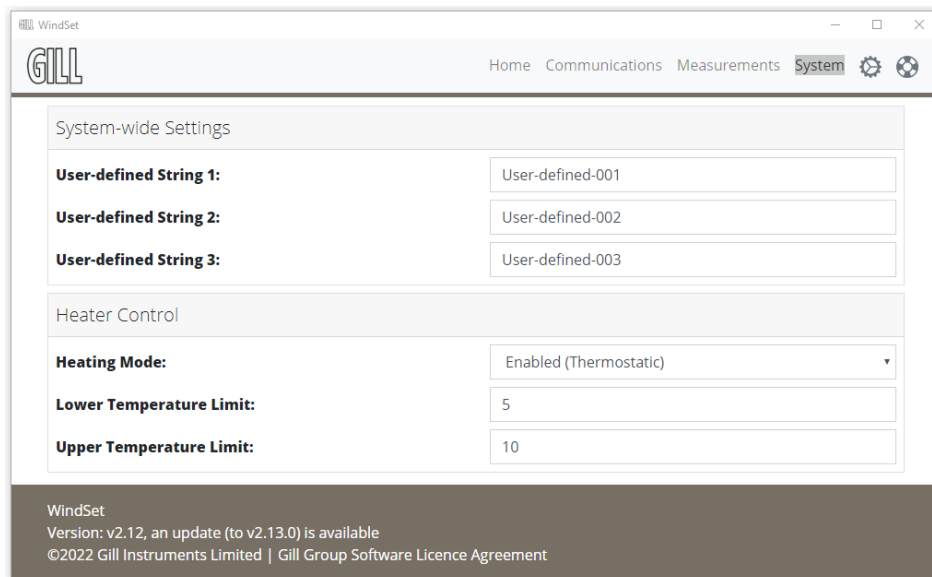 GILL WindSet
GILL
Home Communications Measurements System
System-wide Settings
User-defined String 1: User-defined-001
User-defined String 2: User-defined-002
User-defined String 3: User-defined-003
Heater Control
Heating Mode: Enabled (Thermostatic)
Lower Temperature Limit: 5
Upper Temperature Limit: 10
WindSet
Version: v2.12, an update (to v2.13.0) is available
©2022 Gill Instruments Limited | Gill Group Software Licence Agreement